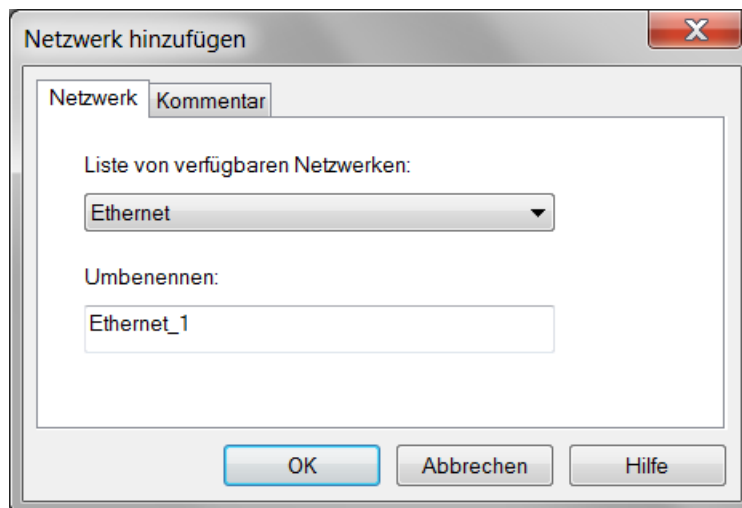 Netzwerk hinzufügen
Netzwerk Kommentar
Liste von verfügbaren Netzwerken:
Ethernet
Umbenennen:
Ethernet_1
OK Abbrechen Hilfe